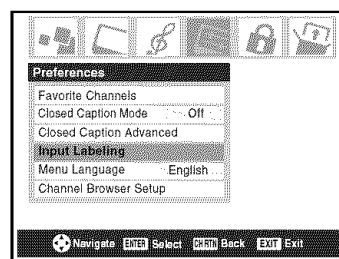 Preferences
Favorite Channels
Closed Caption Mode Off
Closed Caption Advanced
Input Labeling
Menu Language English
Channel Browser Setup
Navigate ENTER Select CH RTN Back EXIT Exit